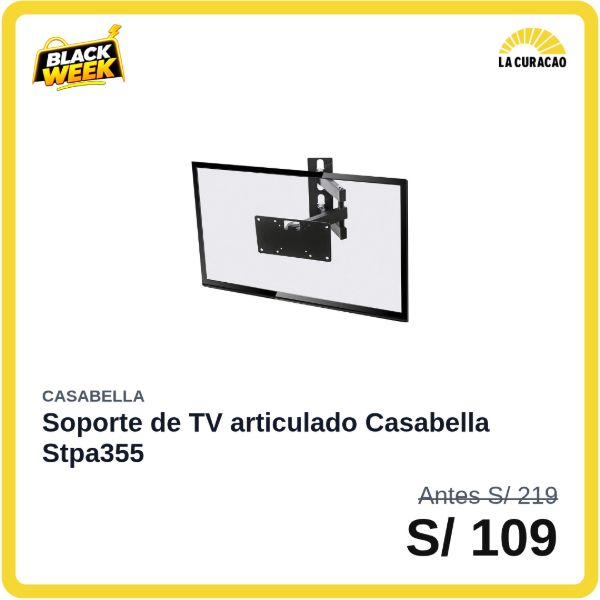 BLACK
WEEK
LA CURACAO
CASABELLA
Soporte de TV articulado Casabella
Stpa355
Antes S/ 219
S/ 109